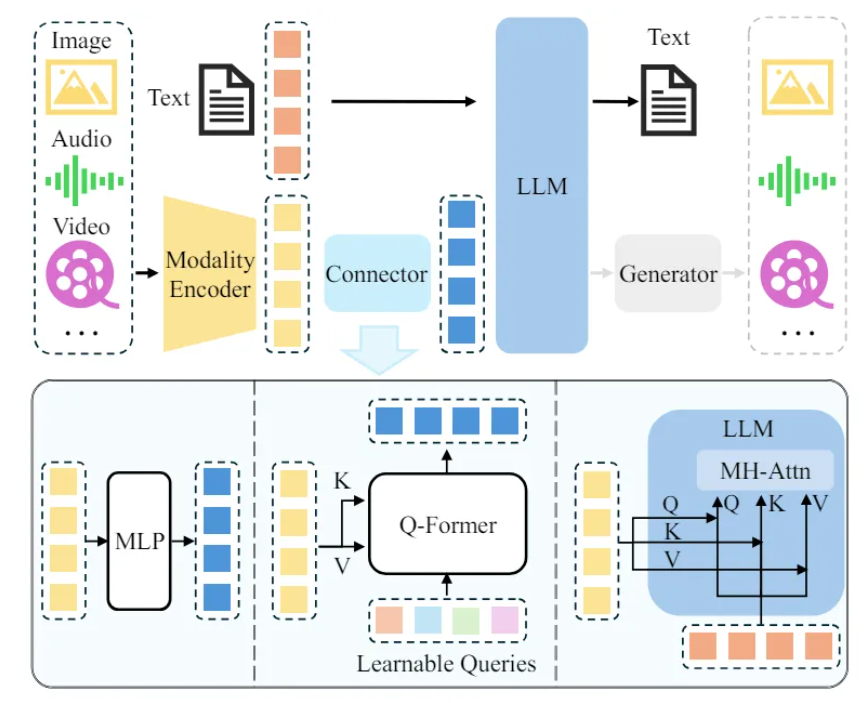 Image
Text
Text
Audio
LLM
Video
Modality
Encoder
Connector
Generator
...
...
MLP
K
V
Q-Former
Learnable Queries
LLM
MH-Attn
Q
K
V
Q
K
V